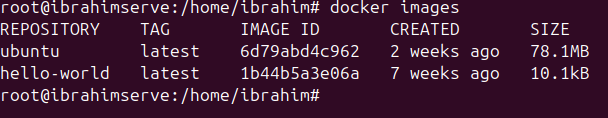 root@ibrahimserve:/home/ibrahim# docker images
REPOSITORY    TAG       IMAGE ID       CREATED       SIZE
ubuntu        latest    6d79abd4c962   2 weeks ago   78.1MB
hello-world   latest    1b44b5a3e06a   7 weeks ago   10.1kB
root@ibrahimserve:/home/ibrahim#